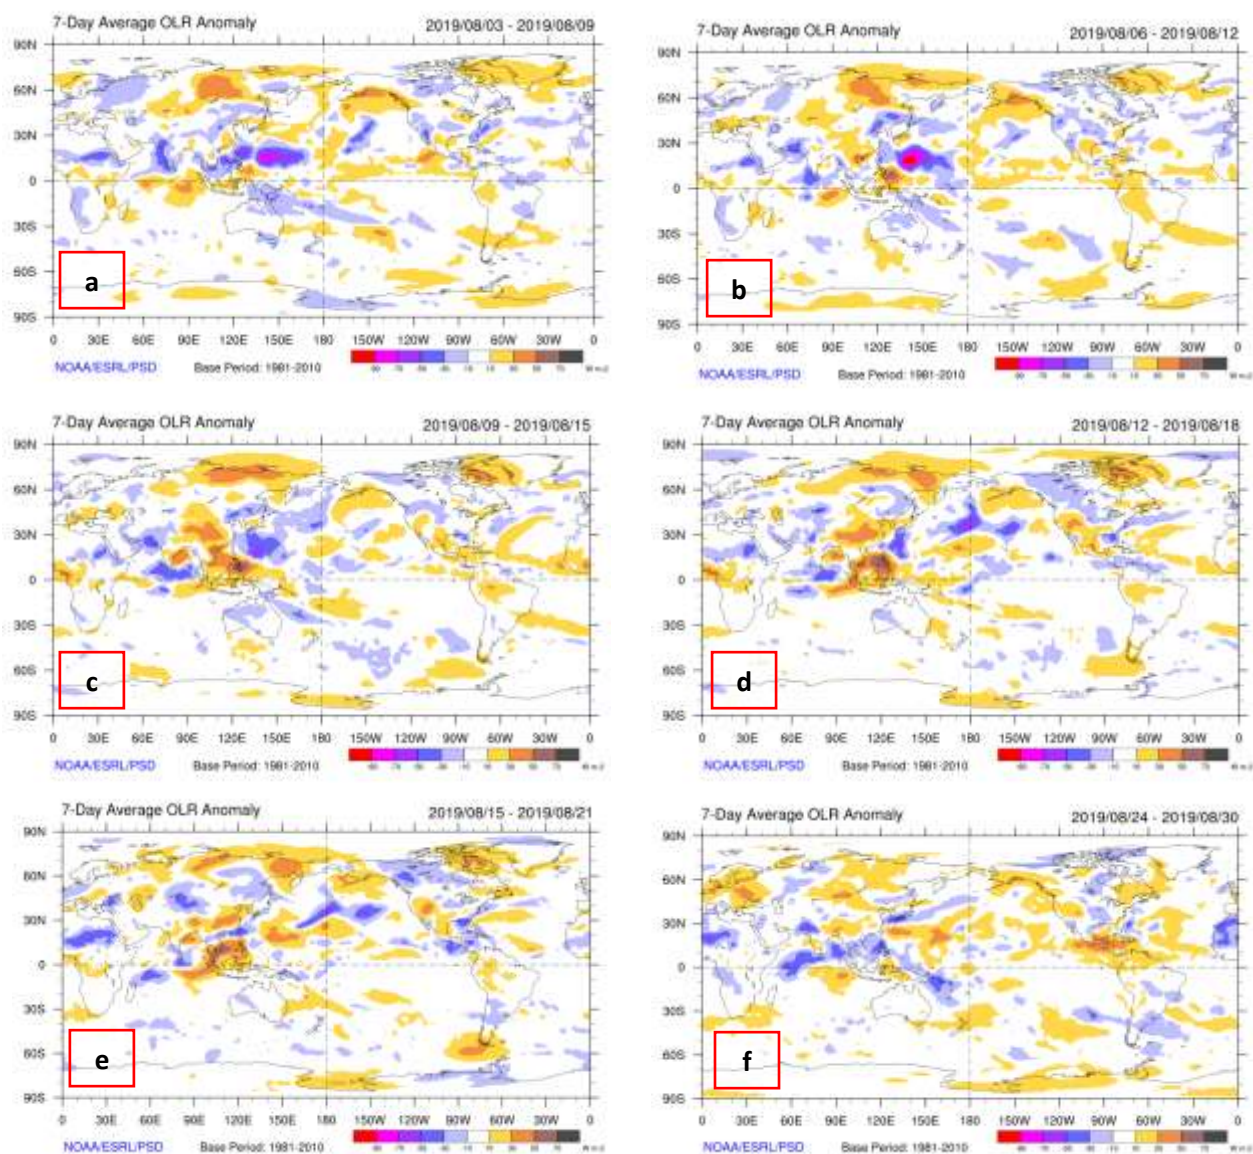 7-Day Average OLR Anomaly 2019/08/03 - 2019/08/09
90N
60N
30N
0
30S
60S
90S
a
0 30E 60E 90E 120E 150E 180 150W 120W 90W 60W 30W 0
NOAA/ESRL/PSD Base Period: 1981-2010
7-Day Average OLR Anomaly 2019/08/06 - 2019/08/12
90N
60N
30N
0
30S
60S
90S
b
0 30E 60E 90E 120E 150E 180 150W 120W 90W 60W 30W 0
NOAA/ESRL/PSD Base Period: 1981-2010
7-Day Average OLR Anomaly 2019/08/09 - 2019/08/15
90N
60N
30N
0
30S
60S
90S
c
0 30E 60E 90E 120E 150E 180 150W 120W 90W 60W 30W 0
NOAA/ESRL/PSD Base Period: 1981-2010
7-Day Average OLR Anomaly 2019/08/12 - 2019/08/18
90N
60N
30N
0
30S
60S
90S
d
0 30E 60E 90E 120E 150E 180 150W 120W 90W 60W 30W 0
NOAA/ESRL/PSD Base Period: 1981-2010
7-Day Average OLR Anomaly 2019/08/15 - 2019/08/21
90N
60N
30N
0
30S
60S
90S
e
0 30E 60E 90E 120E 150E 180 150W 120W 90W 60W 30W 0
NOAA/ESRL/PSD Base Period: 1981-2010
7-Day Average OLR Anomaly 2019/08/24 - 2019/08/30
90N
60N
30N
0
30S
60S
90S
f
0 30E 60E 90E 120E 150E 180 150W 120W 90W 60W 30W 0
NOAA/ESRL/PSD Base Period: 1981-2010